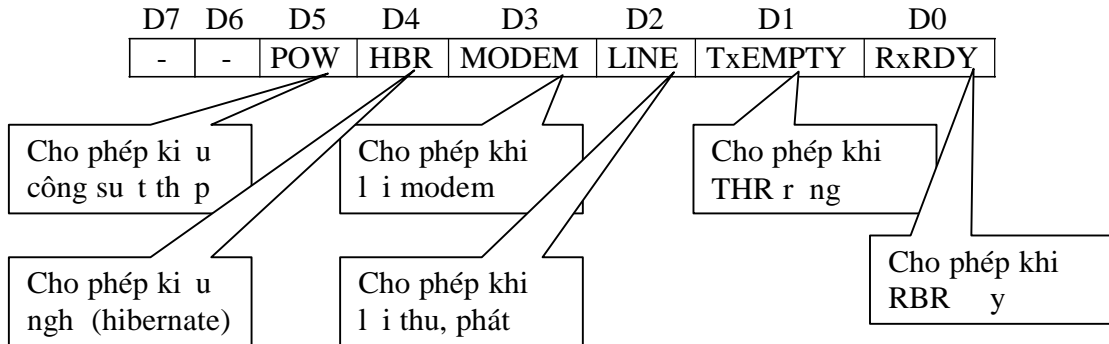 D7 D6 D5 D4 D3 D2 D1 D0
- - POW HBR MODEM LINE TxEMPTY RxRDY
Cho phép ki u
công su t th p
Cho phép khi
l i modem
Cho phép khi
THR r ng
Cho phép ki u
ngh (hibernate)
Cho phép khi
l i thu, phát
Cho phép khi
RBR y